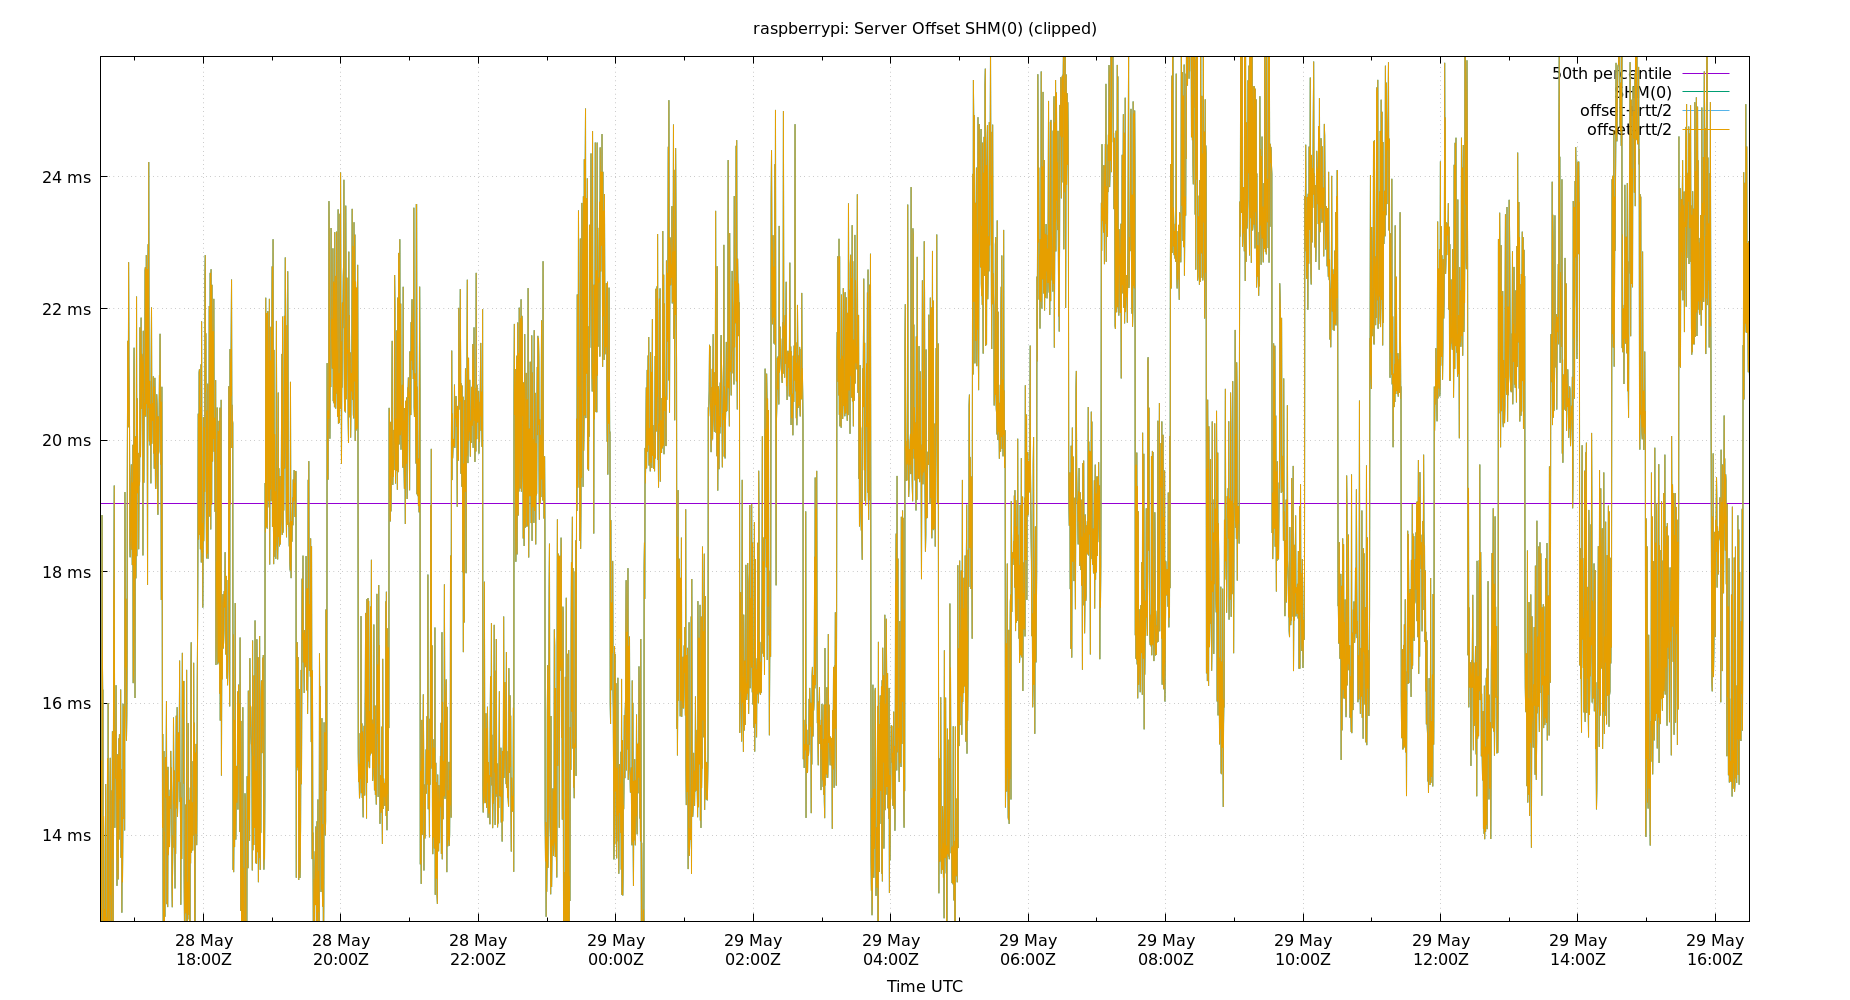 raspberrypi: Server Offset SHM(0) (clipped)
50th percentile
SHM(0)
offset+rtt/2
offset-rtt/2
24 ms
22 ms
20 ms
18 ms
16 ms
14 ms
28 May 28 May 28 May 29 May 29 May 29 May 29 May 29 May 29 May 29 May 29 May 29 May
18:00Z 20:00Z 22:00Z 00:00Z 02:00Z 04:00Z 06:00Z 08:00Z 10:00Z 12:00Z 14:00Z 16:00Z
Time UTC